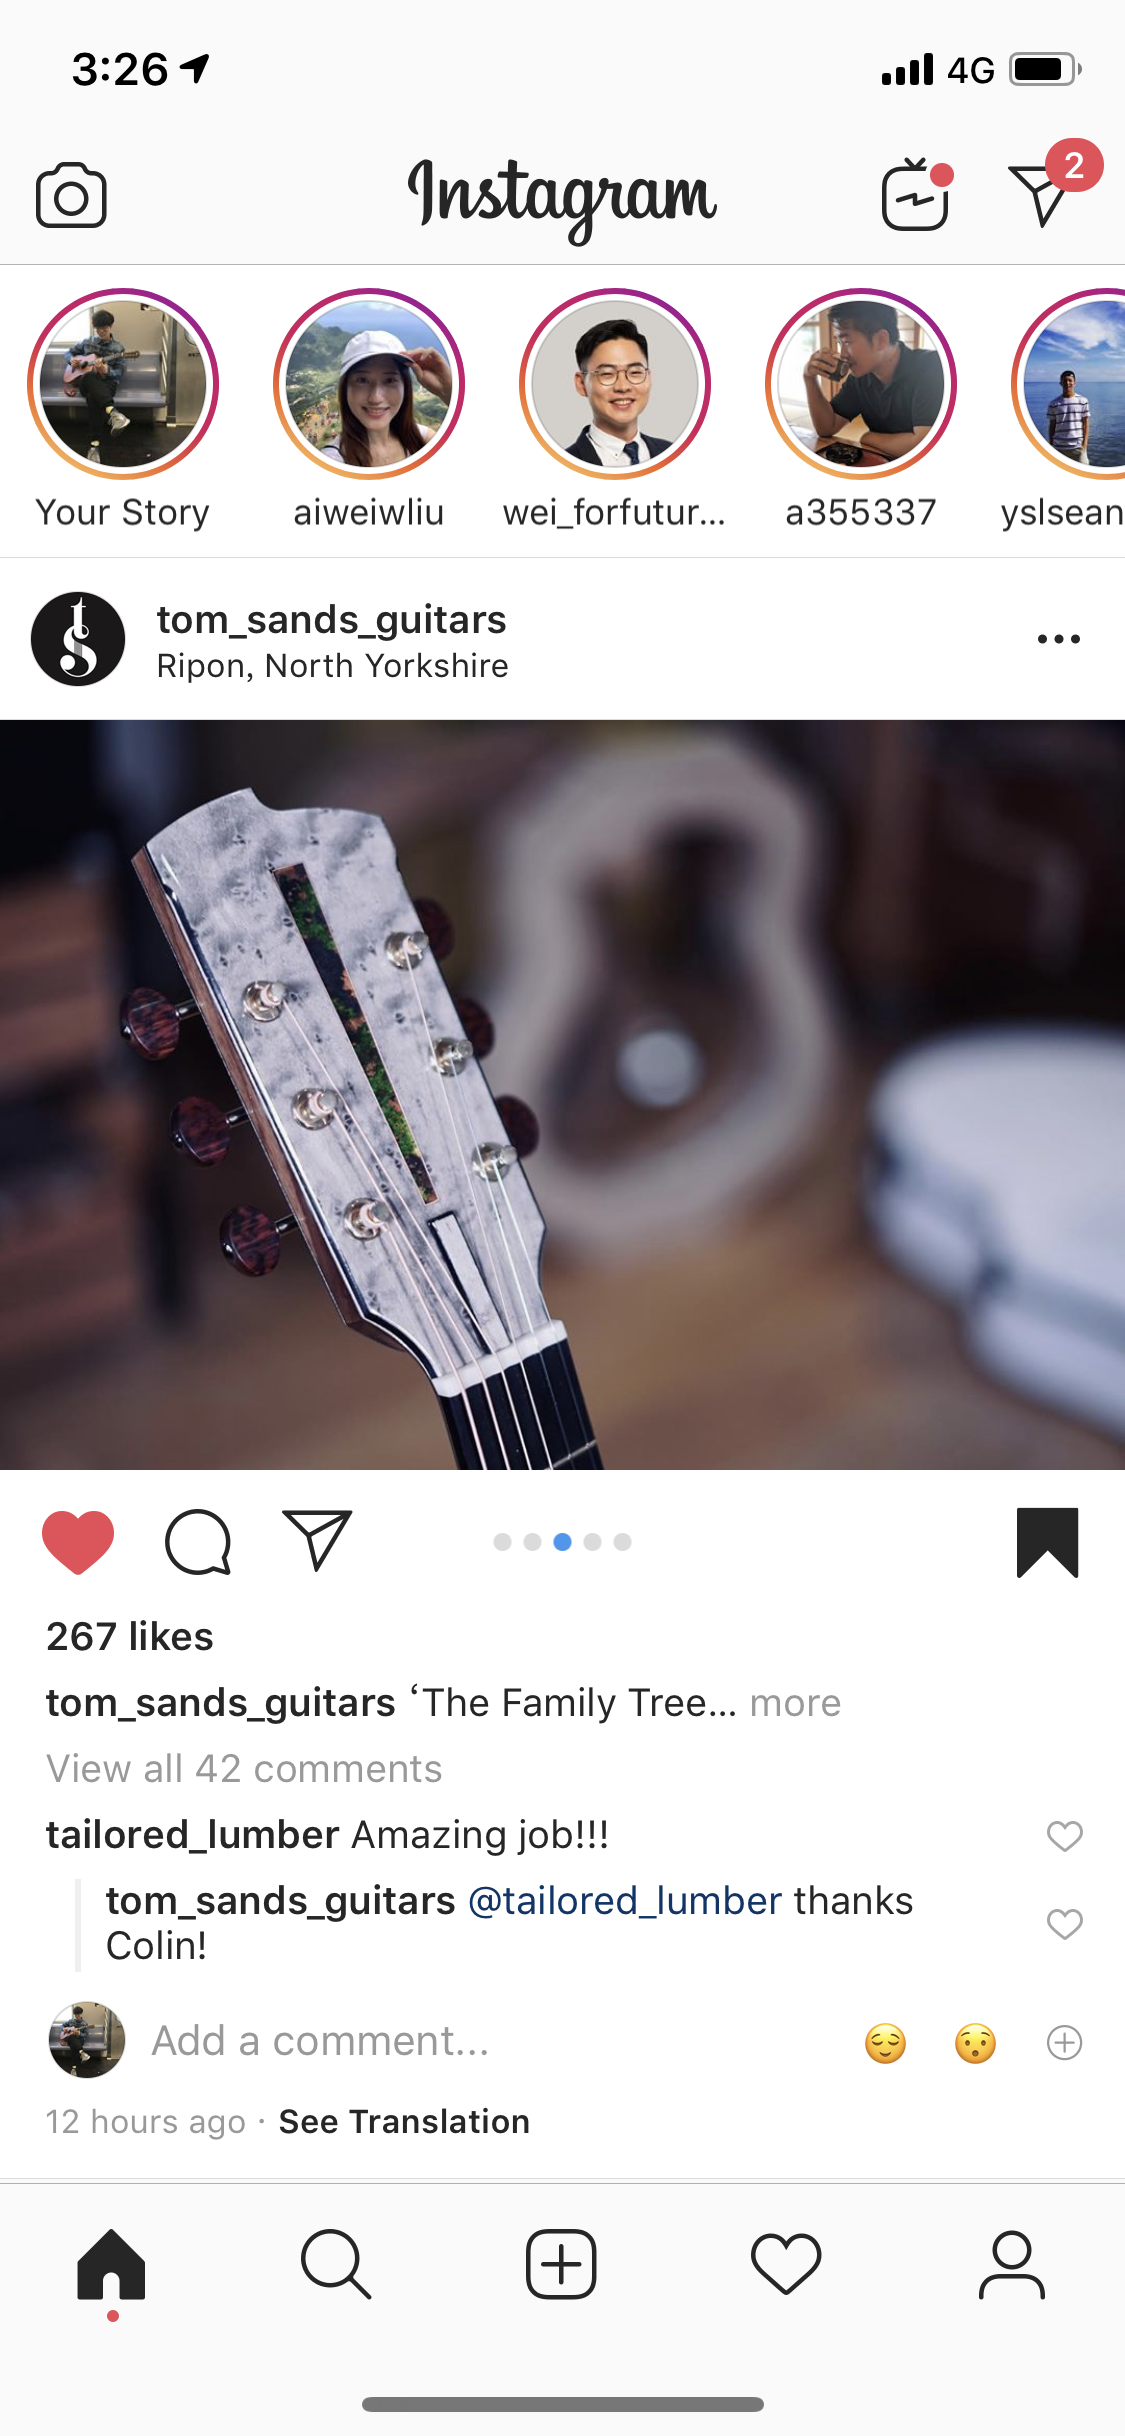 3:26 4G
Instagram 2
Your Story aiweiwliu wei_forfutur... a355337 yslsean
tom_sands_guitars
Ripon, North Yorkshire
267 likes
tom_sands_guitars ‘The Family Tree... more
View all 42 comments
tailored_lumber Amazing job!!!
tom_sands_guitars @tailored_lumber thanks
Colin!
Add a comment...
12 hours ago · See Translation